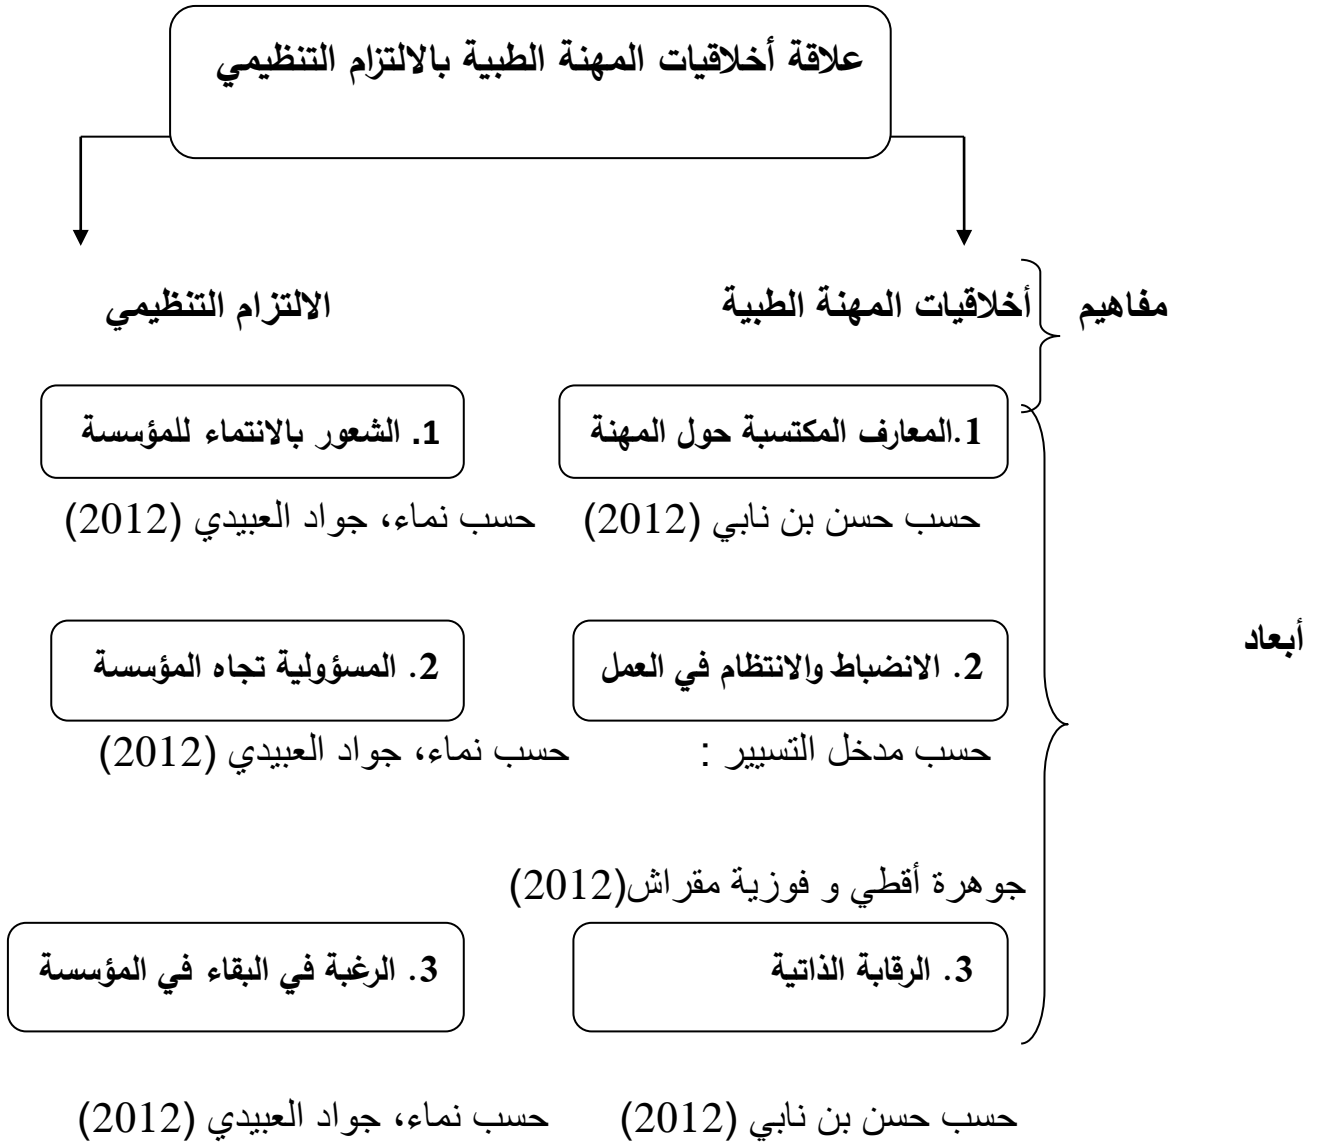 علاقة أخلاقيات المهنة الطبية بالالتزام التنظيمي
مفاهيم
أخلاقيات المهنة الطبية
الالتزام التنظيمي
1.المعارف المكتسبة حول المهنة
1. الشعور بالانتماء للمؤسسة
حسب حسن بن نابي (2012)
حسب نماء، جواد العبيدي (2012)
أبعاد
2. الانضباط والانتظام في العمل
2. المسؤولية تجاه المؤسسة
حسب مدخل التسيير :
حسب نماء، جواد العبيدي (2012)
جوهرة أقطي و فوزية مقراش(2012)
3. الرقابة الذاتية
3. الرغبة في البقاء في المؤسسة
حسب حسن بن نابي (2012)
حسب نماء، جواد العبيدي (2012)